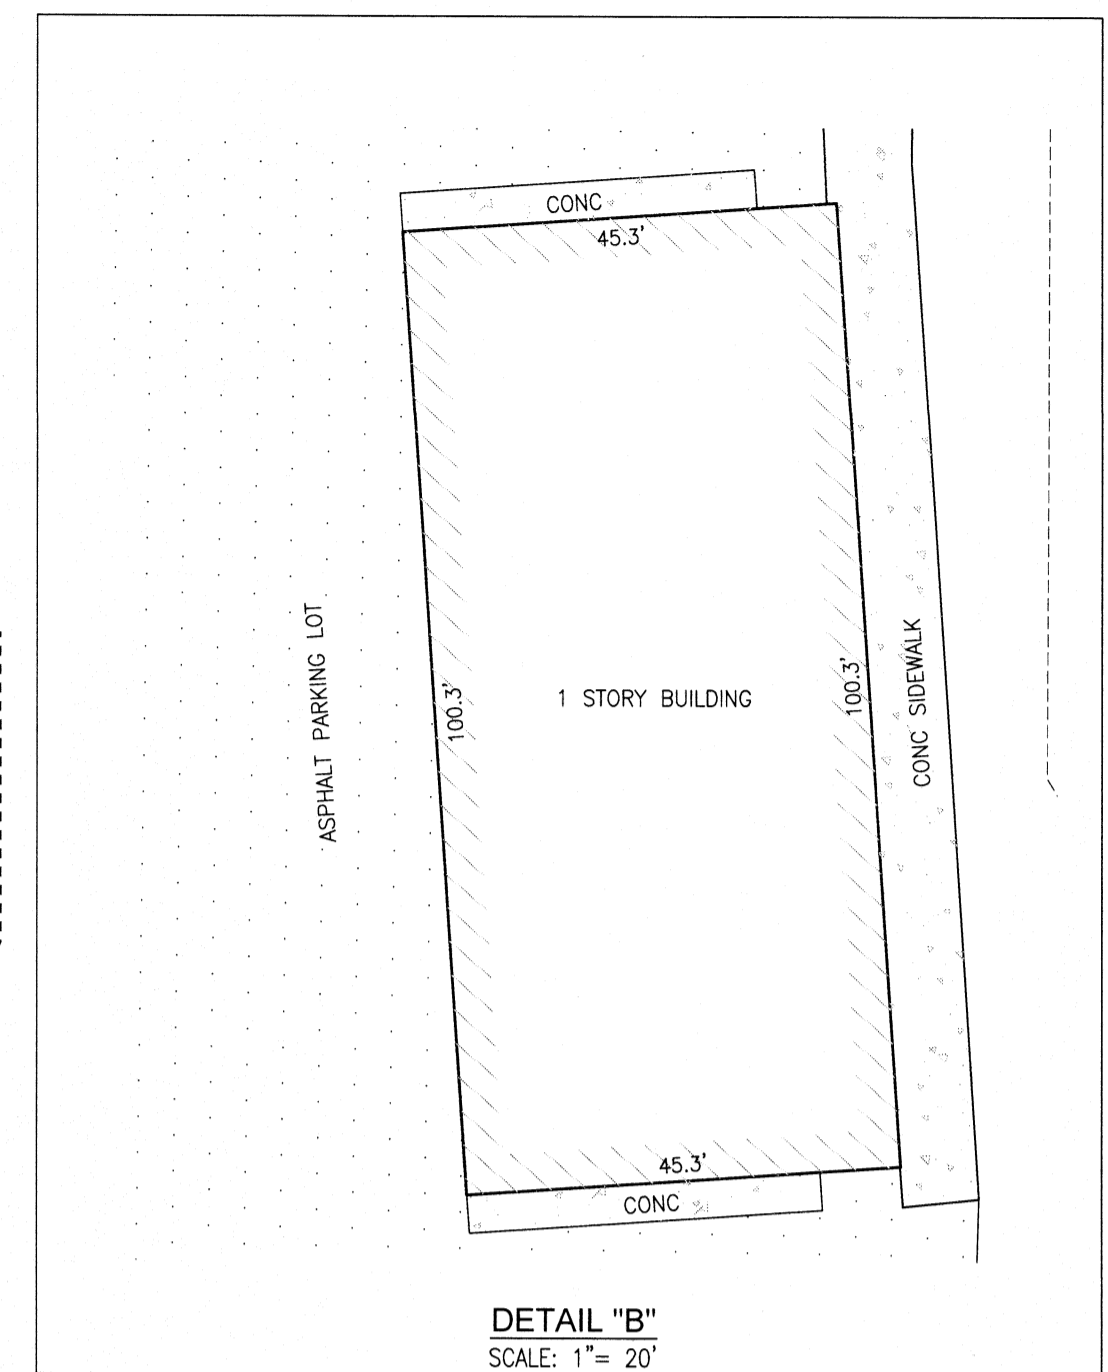 CONC
45.3'
ASPHALT PARKING LOT
100.3'
1 STORY BUILDING
100.3'
CONC SIDEWALK
45.3'
CONC
DETAIL "B"
SCALE: 1"= 20'